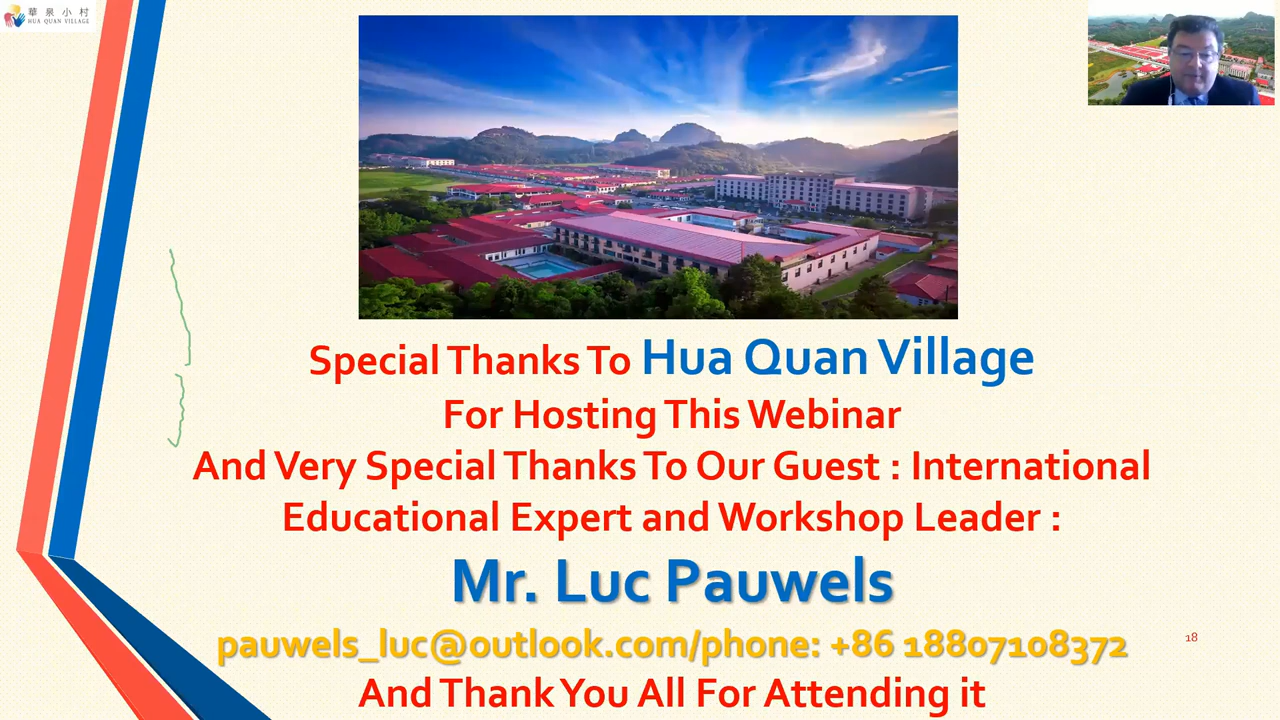 華泉小村
HUA QUAN VILLAGE
Special Thanks To Hua Quan Village
For Hosting This Webinar
And Very Special Thanks To Our Guest : International
Educational Expert and Workshop Leader :
Mr. Luc Pauwels
pauwels_luc@outlook.com/phone: +86 18807108372
18
And Thank You All For Attending it